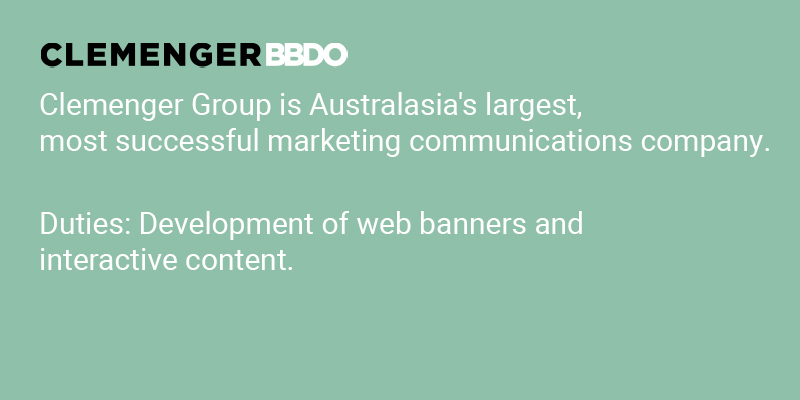 CLEMENGERBBDO
Clemenger Group is Australasia's largest,
most successful marketing communications company.
Duties: Development of web banners and
interactive content.